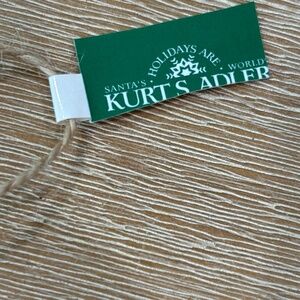 HOLIDAYS ARE
SANTA'S WORLD
KURT S. ADLER